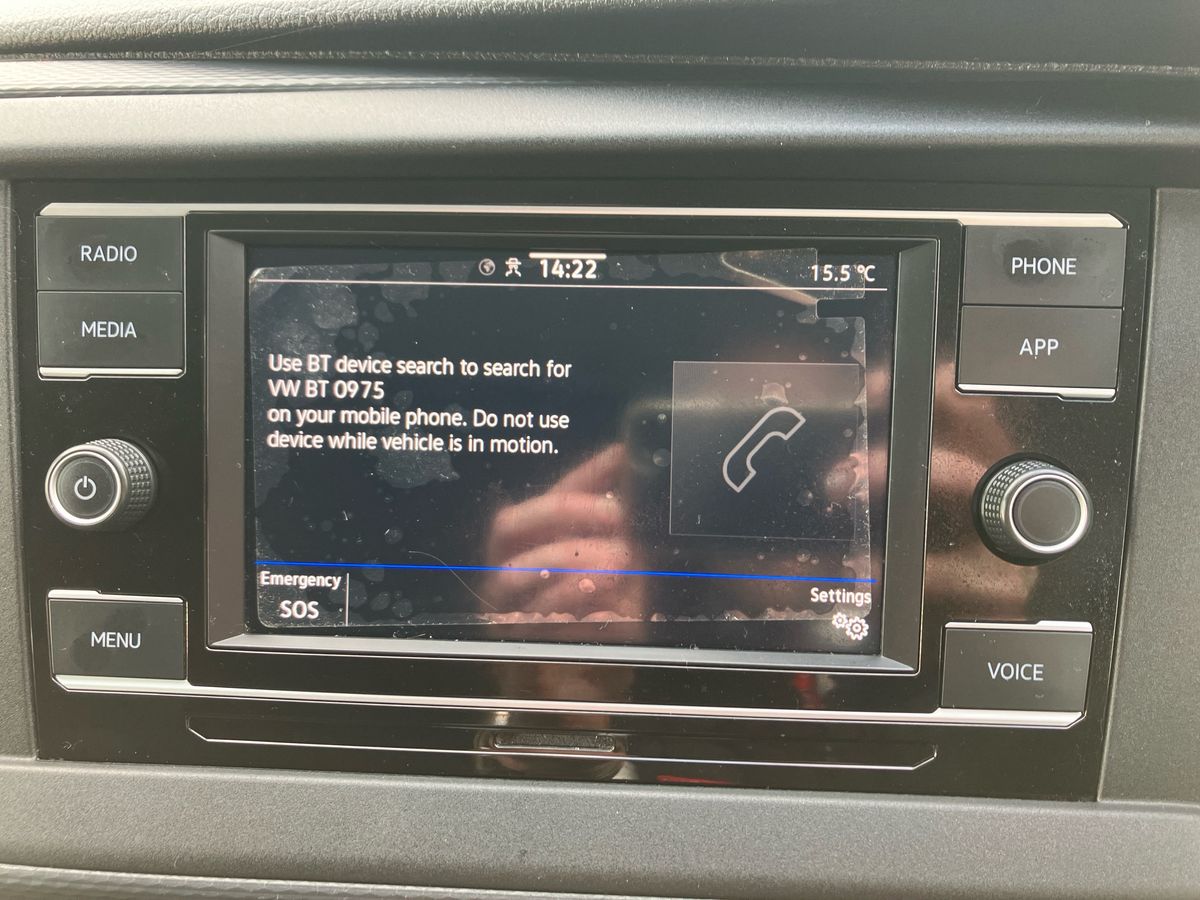 RADIO
MEDIA
MENU
14:22
15.5 °C
Use BT device search to search for
VW BT 0975
on your mobile phone. Do not use
device while vehicle is in motion.
Emergency
SOS
Settings
PHONE
APP
VOICE